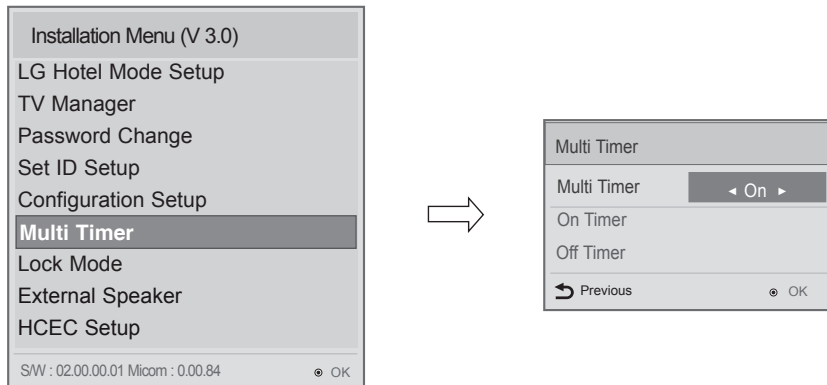 Installation Menu (V 3.0)
LG Hotel Mode Setup
TV Manager
Password Change
Set ID Setup
Configuration Setup
Multi Timer
Lock Mode
External Speaker
HCEC Setup
S/W : 02.00.00.01 Micom : 0.00.84 ◉ OK
Multi Timer
Multi Timer ◄ On ►
On Timer
Off Timer
Previous ◉ OK